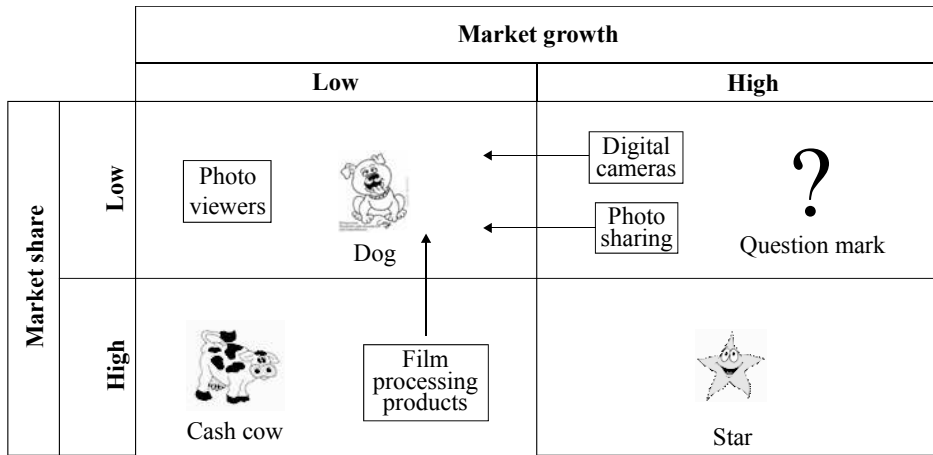 Market growth
Low
High
Market share
Low
Photo
viewers
Dog
Digital
cameras
Photo
sharing
?
Question mark
High
Cash cow
Film
processing
products
Star